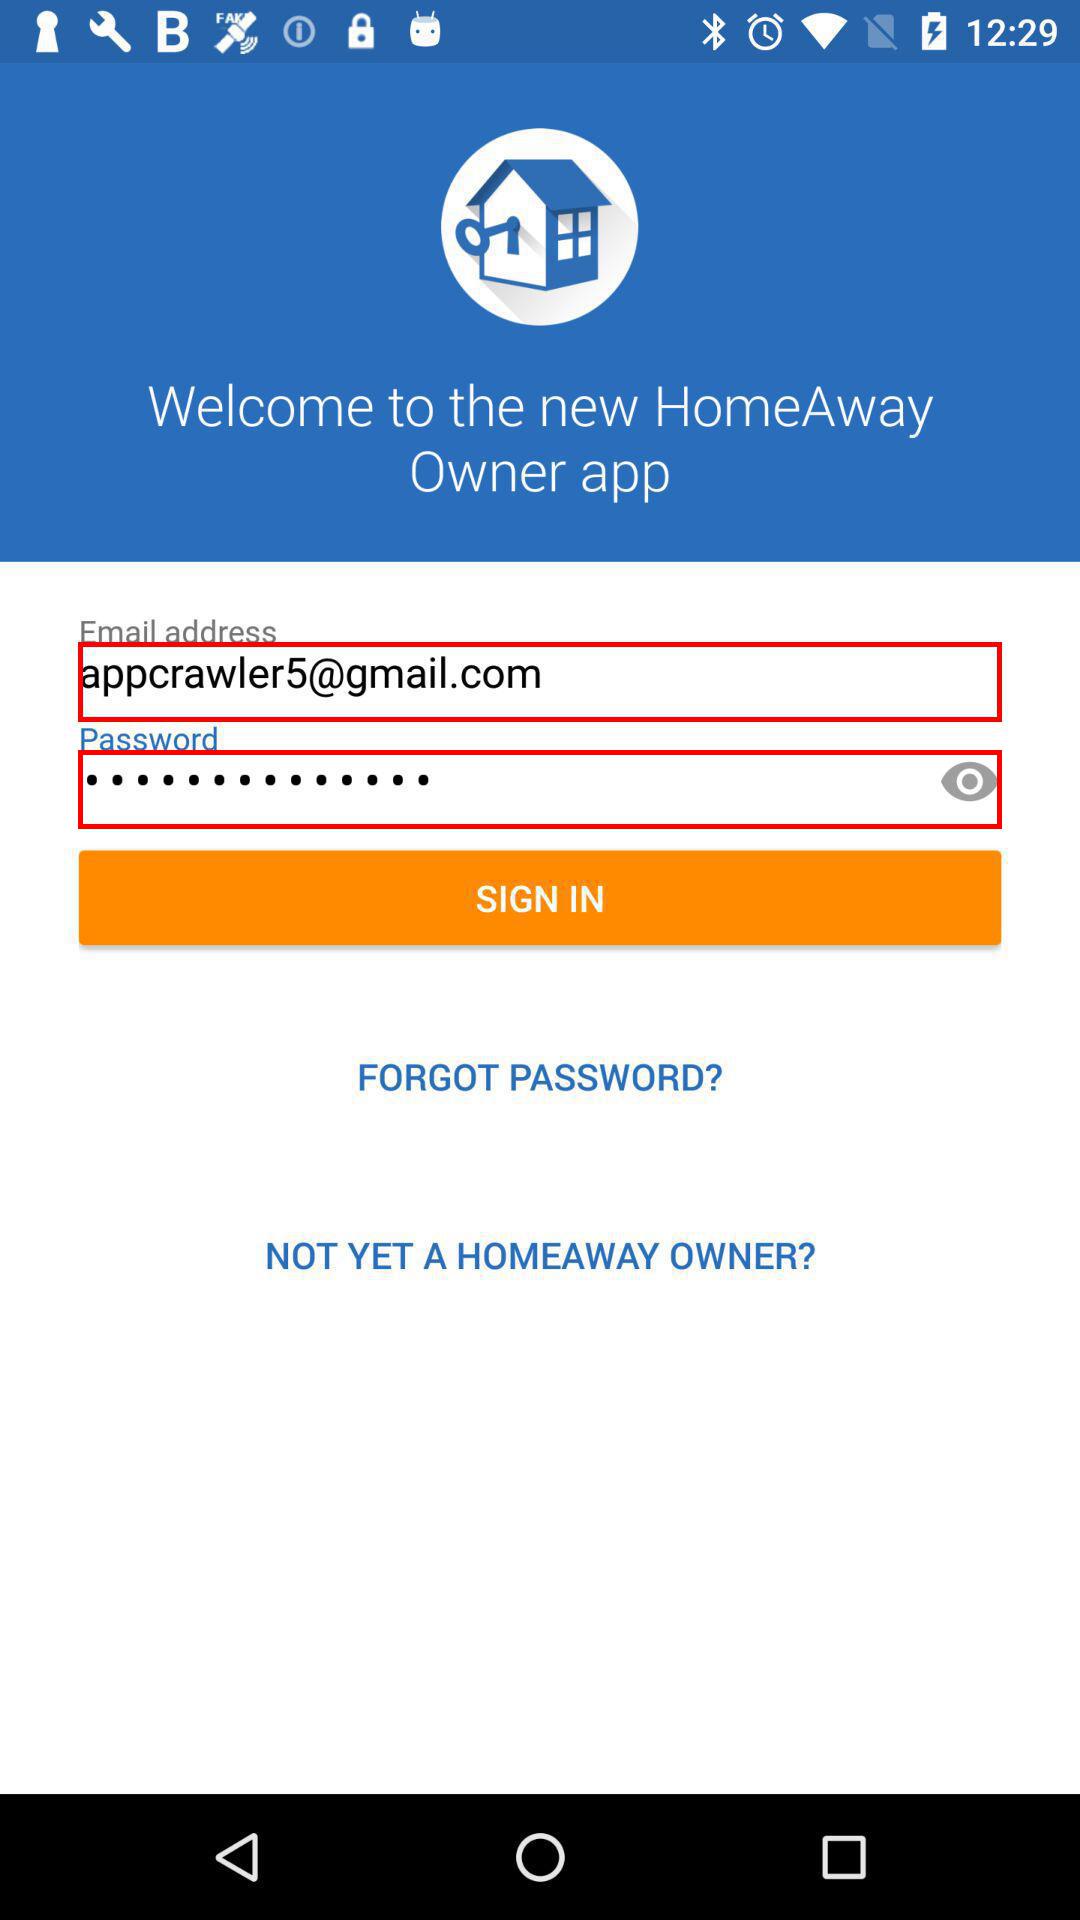 FAKE
12:29
Welcome to the new HomeAway
Owner app
Email address
appcrawler5@gmail.com
Password
••••••••••••••
SIGN IN
FORGOT PASSWORD?
NOT YET A HOMEAWAY OWNER?